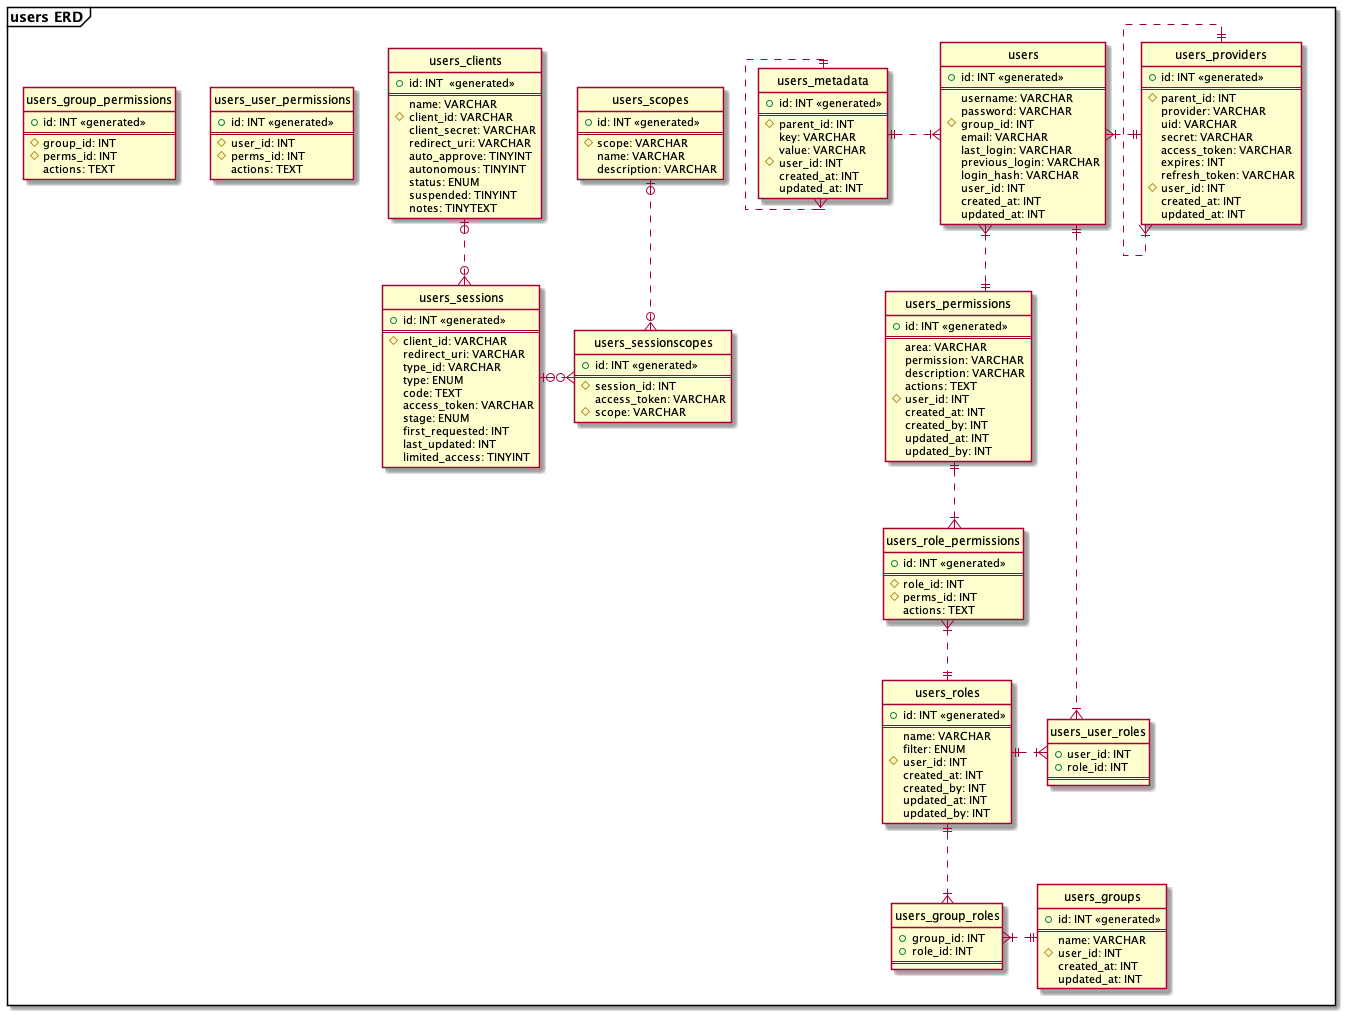 users ERD
users_group_permissions
id: INT «generated»
group_id: INT
perms_id: INT
actions: TEXT
users_user_permissions
id: INT «generated»
user_id: INT
perms_id: INT
actions: TEXT
users_clients
id: INT «generated»
name: VARCHAR
client_id: VARCHAR
client_secret: VARCHAR
redirect_uri: VARCHAR
auto_approve: TINYINT
autonomous: TINYINT
status: ENUM
suspended: TINYINT
notes: TINYTEXT
users_scopes
id: INT «generated»
scope: VARCHAR
name: VARCHAR
description: VARCHAR
users_metadata
id: INT «generated»
parent_id: INT
key: VARCHAR
value: VARCHAR
user_id: INT
created_at: INT
updated_at: INT
users
id: INT «generated»
username: VARCHAR
password: VARCHAR
group_id: INT
email: VARCHAR
last_login: VARCHAR
previous_login: VARCHAR
login_hash: VARCHAR
user_id: INT
created_at: INT
updated_at: INT
users_providers
id: INT «generated»
parent_id: INT
provider: VARCHAR
uid: VARCHAR
secret: VARCHAR
access_token: VARCHAR
expires: INT
refresh_token: VARCHAR
user_id: INT
created_at: INT
updated_at: INT
users_sessions
id: INT «generated»
client_id: VARCHAR
redirect_uri: VARCHAR
type_id: VARCHAR
type: ENUM
code: TEXT
access_token: VARCHAR
stage: ENUM
first_requested: INT
last_updated: INT
limited_access: TINYINT
users_sessionscopes
id: INT «generated»
session_id: INT
access_token: VARCHAR
scope: VARCHAR
users_permissions
id: INT «generated»
area: VARCHAR
permission: VARCHAR
description: VARCHAR
actions: TEXT
user_id: INT
created_at: INT
created_by: INT
updated_at: INT
updated_by: INT
users_role_permissions
id: INT «generated»
role_id: INT
perms_id: INT
actions: TEXT
users_roles
id: INT «generated»
name: VARCHAR
filter: ENUM
user_id: INT
created_at: INT
created_by: INT
updated_at: INT
updated_by: INT
users_user_roles
user_id: INT
role_id: INT
users_group_roles
group_id: INT
role_id: INT
users_groups
id: INT «generated»
name: VARCHAR
user_id: INT
created_at: INT
updated_at: INT